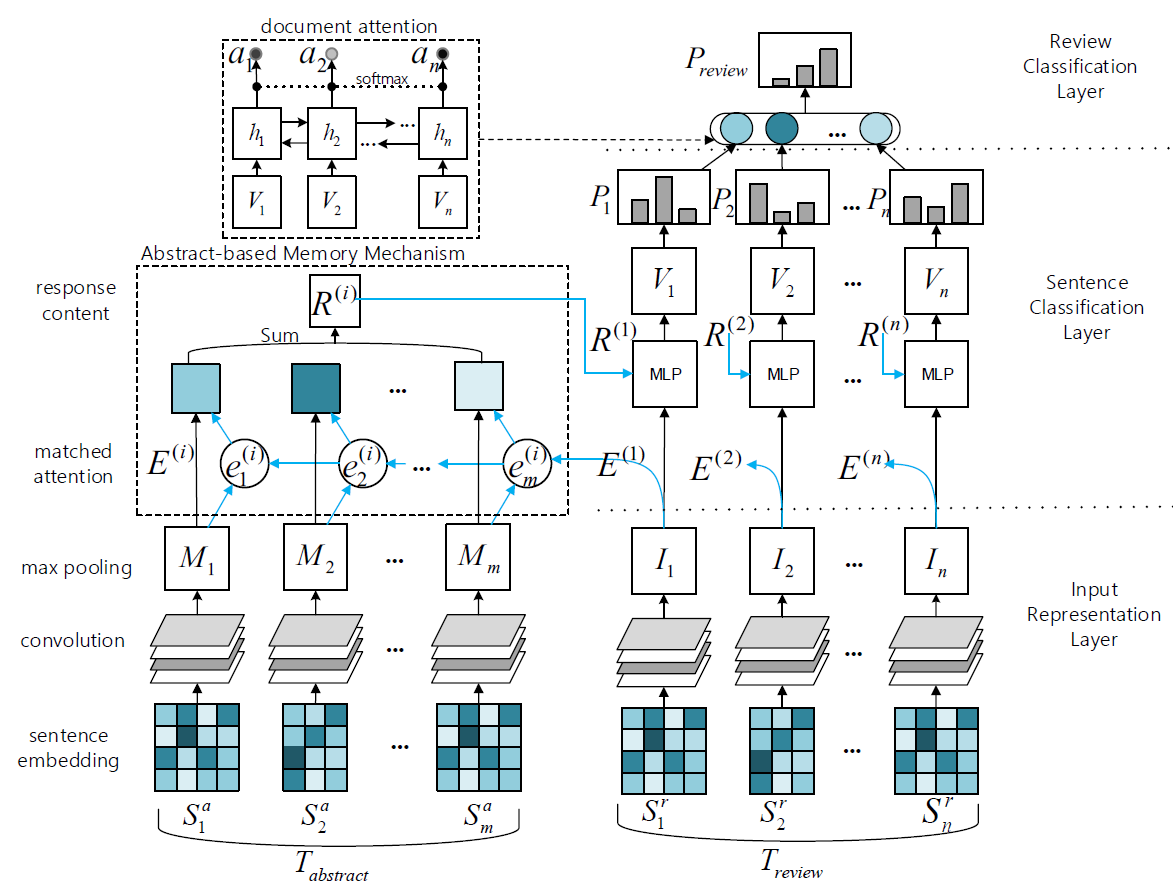 document attention
a₁ a₂ aₙ
softmax
h₁ h₂ ... hₙ
...
V₁ V₂ Vₙ
P_review
...
Review
Classification
Layer
P₁ P₂ ... Pₙ
V₁ V₂ ... Vₙ
R⁽¹⁾ R⁽²⁾ R⁽ⁿ⁾
MLP MLP ... MLP
Sentence
Classification
Layer
Abstract-based Memory Mechanism
response
content
R⁽ⁱ⁾
Sum
...
matched
attention
E⁽ⁱ⁾ e₁⁽ⁱ⁾ e₂⁽ⁱ⁾ ... eₘ⁽ⁱ⁾
E⁽¹⁾ E⁽²⁾ E⁽ⁿ⁾
max pooling
M₁ M₂ ... Mₘ
I₁ I₂ ... Iₙ
convolution
...
...
Input
Representation
Layer
sentence
embedding
...
...
S₁ᵃ S₂ᵃ Sₘᵃ
S₁ʳ S₂ʳ Sₙʳ
T_abstract
T_review